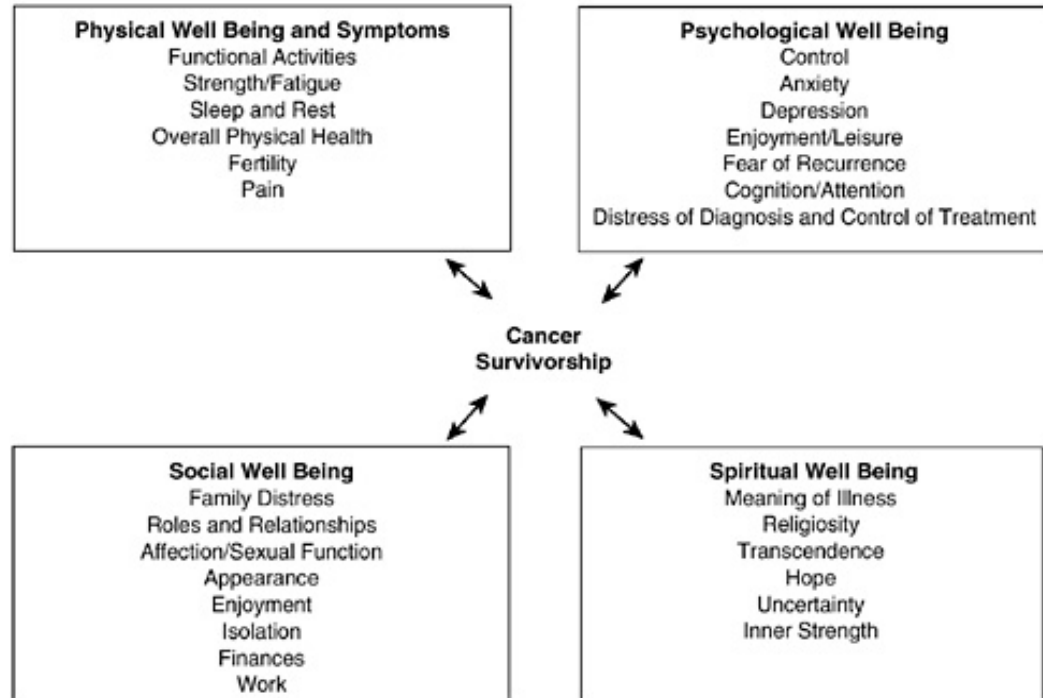 Physical Well Being and Symptoms
Functional Activities
Strength/Fatigue
Sleep and Rest
Overall Physical Health
Fertility
Pain
Psychological Well Being
Control
Anxiety
Depression
Enjoyment/Leisure
Fear of Recurrence
Cognition/Attention
Distress of Diagnosis and Control of Treatment
Cancer
Survivorship
Social Well Being
Family Distress
Roles and Relationships
Affection/Sexual Function
Appearance
Enjoyment
Isolation
Finances
Work
Spiritual Well Being
Meaning of Illness
Religiosity
Transcendence
Hope
Uncertainty
Inner Strength